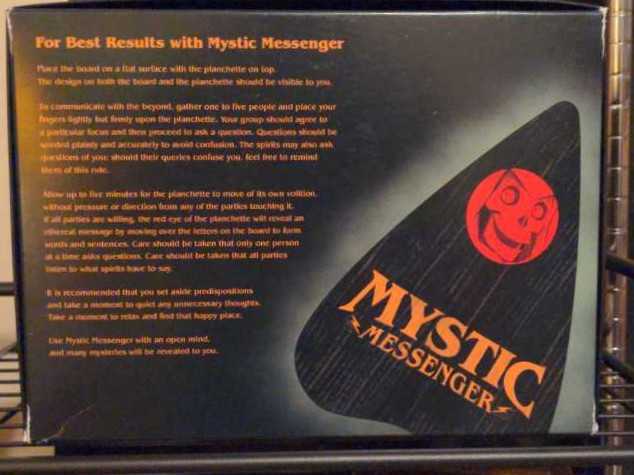 For Best Results with Mystic Messenger
Place the board on a flat surface with the planchette on top.
The design on both the board and the planchette should be visible to you.
To communicate with the beyond, gather one to five people and place your
fingers lightly but firmly upon the planchette. Your group should agree to
a particular focus and then proceed to ask a question. Questions should be
worded plainly and accurately to avoid confusion. The spirits may also ask
questions of you; should their queries confuse you, feel free to remind
them of this rule.
Allow up to five minutes for the planchette to move of its own volition,
without pressure or direction from any of the parties touching it.
If all parties are willing, the red eye of the planchette will reveal an
ethereal message by moving over the letters on the board to form
words and sentences. Care should be taken that only one person
at a time asks questions. Care should be taken that all parties
listen to what spirits have to say.
It is recommended that you set aside predispositions
and take a moment to quiet any unnecessary thoughts.
Take a moment to relax and find that happy place.
Use Mystic Messenger with an open mind,
and many mysteries will be revealed to you.
MYSTIC
MESSENGER